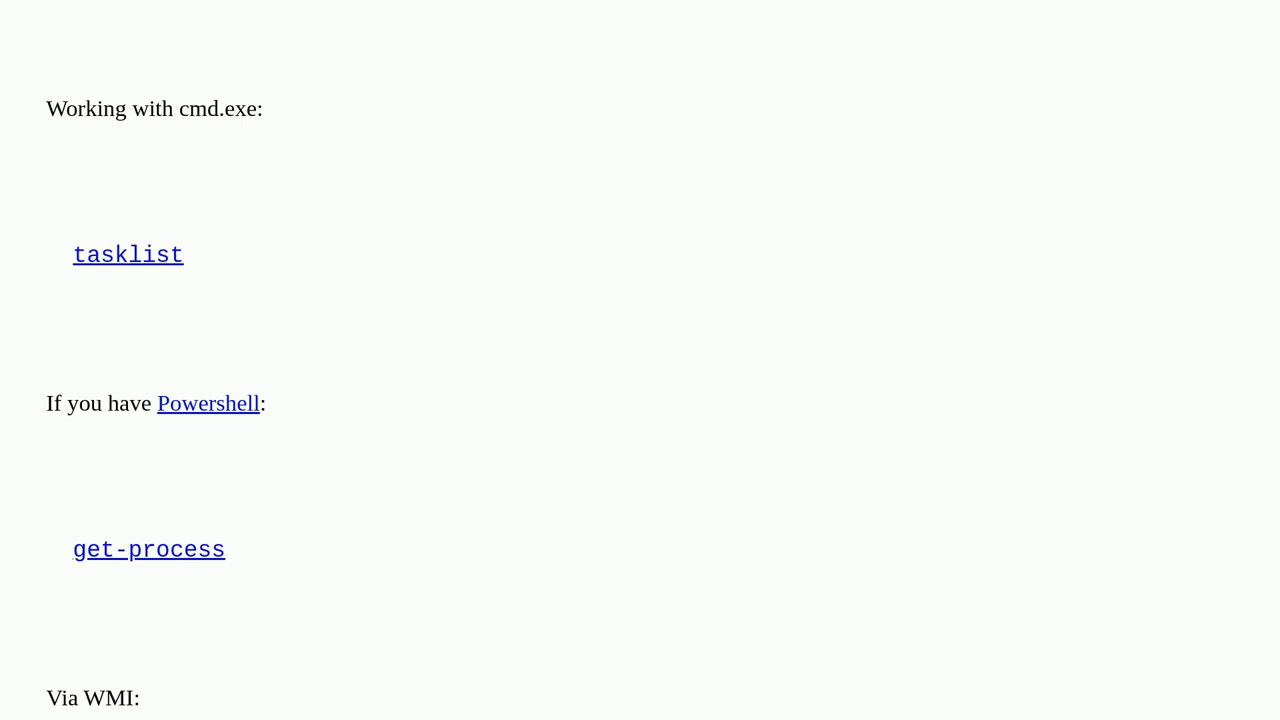 Working with cmd.exe:
tasklist
If you have Powershell:
get-process
Via WMI: